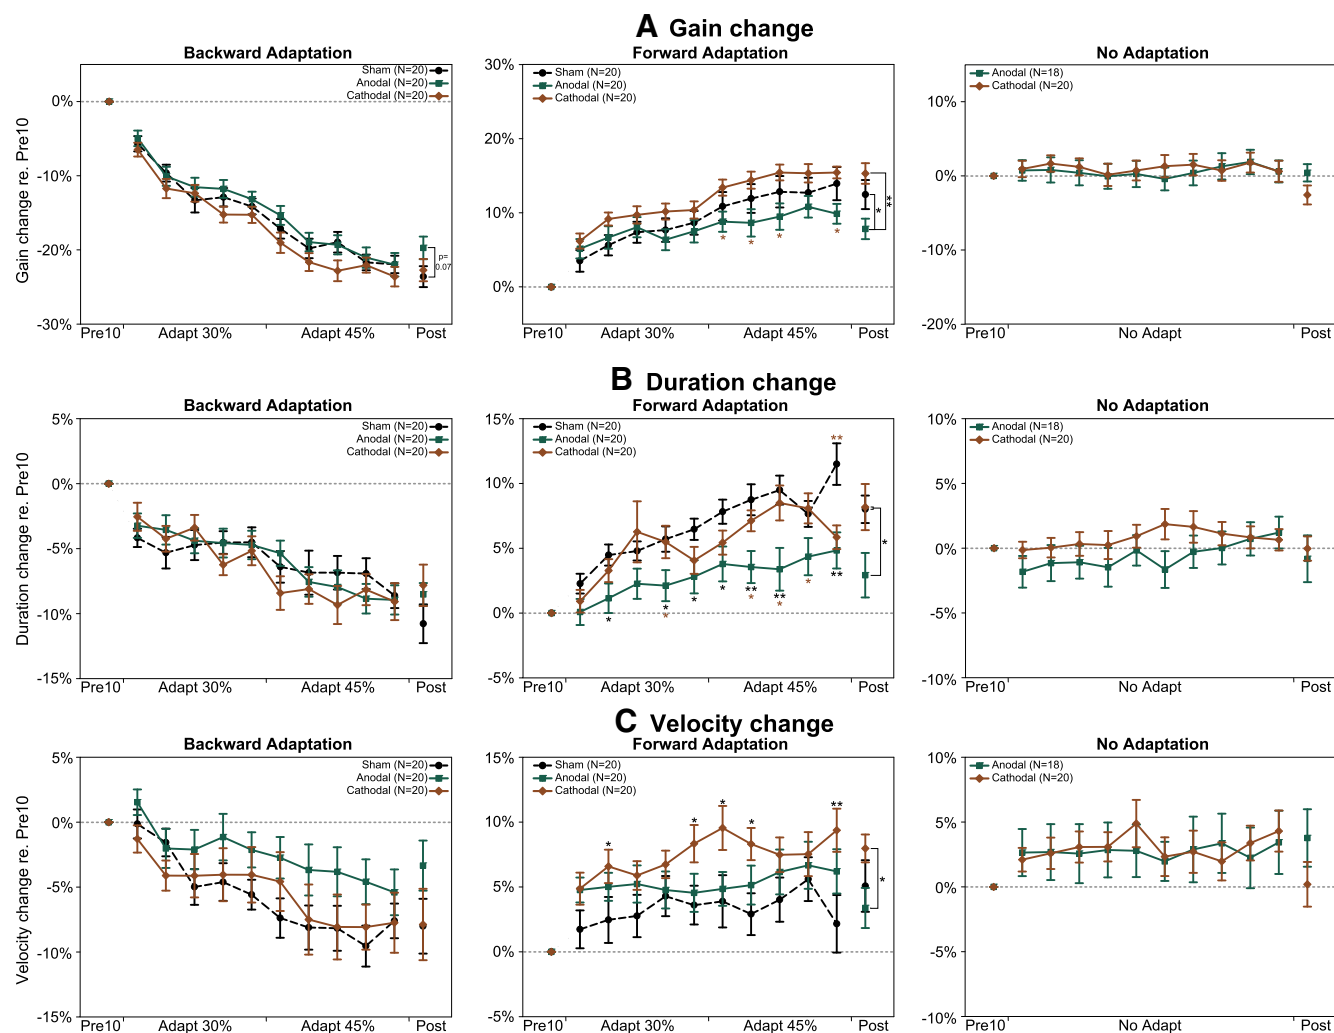 A Gain change
Backward Adaptation
Forward Adaptation
No Adaptation
Gain change re. Pre10
0%
-10%
-20%
-30%
Sham (N=20)
Anodal (N=20)
Cathodal (N=20)
p=
0.07
Pre10
Adapt 30%
Adapt 45%
Post
30%
20%
10%
0%
Sham (N=20)
Anodal (N=20)
Cathodal (N=20)
*
*
*
*
*
**
Pre10
Adapt 30%
Adapt 45%
Post
10%
0%
-10%
-20%
Anodal (N=18)
Cathodal (N=20)
Pre10
No Adapt
Post
B Duration change
Backward Adaptation
Forward Adaptation
No Adaptation
Duration change re. Pre10
5%
0%
-5%
-10%
-15%
Sham (N=20)
Anodal (N=20)
Cathodal (N=20)
Pre10
Adapt 30%
Adapt 45%
Post
15%
10%
5%
0%
5%
Sham (N=20)
Anodal (N=20)
Cathodal (N=20)
**
*
*
*
*
*
**
*
**
*
*
**
*
Pre10
Adapt 30%
Adapt 45%
Post
10%
5%
0%
-5%
-10%
Anodal (N=18)
Cathodal (N=20)
Pre10
No Adapt
Post
C Velocity change
Backward Adaptation
Forward Adaptation
No Adaptation
Velocity change re. Pre10
5%
0%
-5%
-10%
-15%
Sham (N=20)
Anodal (N=20)
Cathodal (N=20)
Pre10
Adapt 30%
Adapt 45%
Post
15%
10%
5%
0%
-5%
Sham (N=20)
Anodal (N=20)
Cathodal (N=20)
*
*
*
*
**
*
Pre10
Adapt 30%
Adapt 45%
Post
10%
5%
0%
-5%
-10%
Anodal (N=18)
Cathodal (N=20)
Pre10
No Adapt
Post